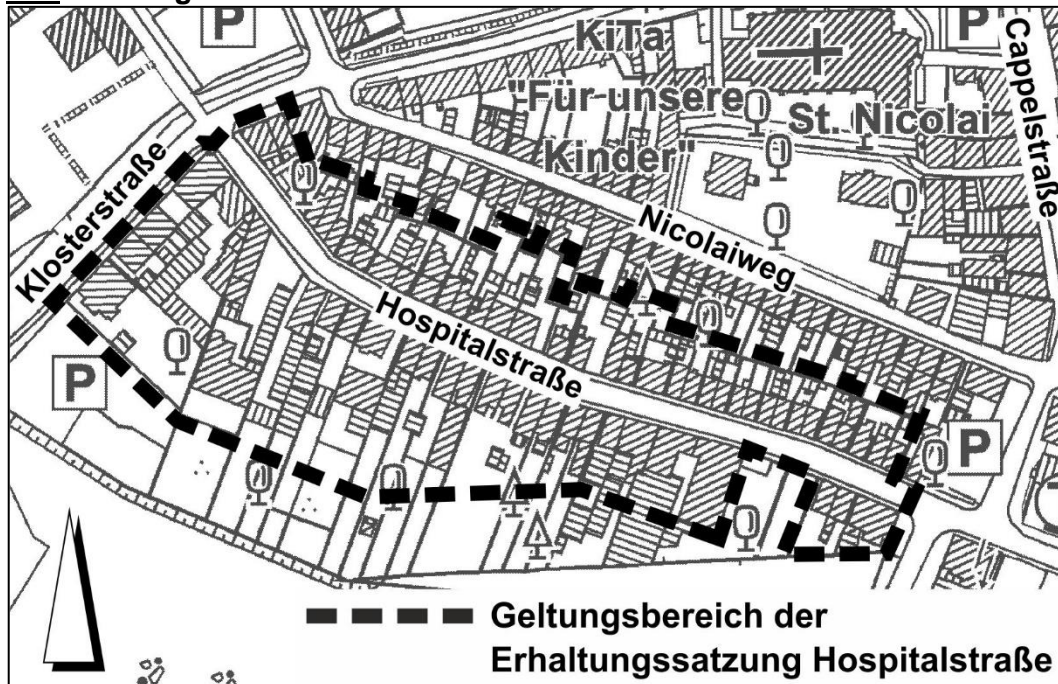 P
P
KiTa
"Für unsere
Kinder"
St. Nicolai
Cappelstraße
Klosterstraße
Nicolaiweg
Hospitalstraße
P
P
Geltungsbereich der
Erhaltungssatzung Hospitalstraße